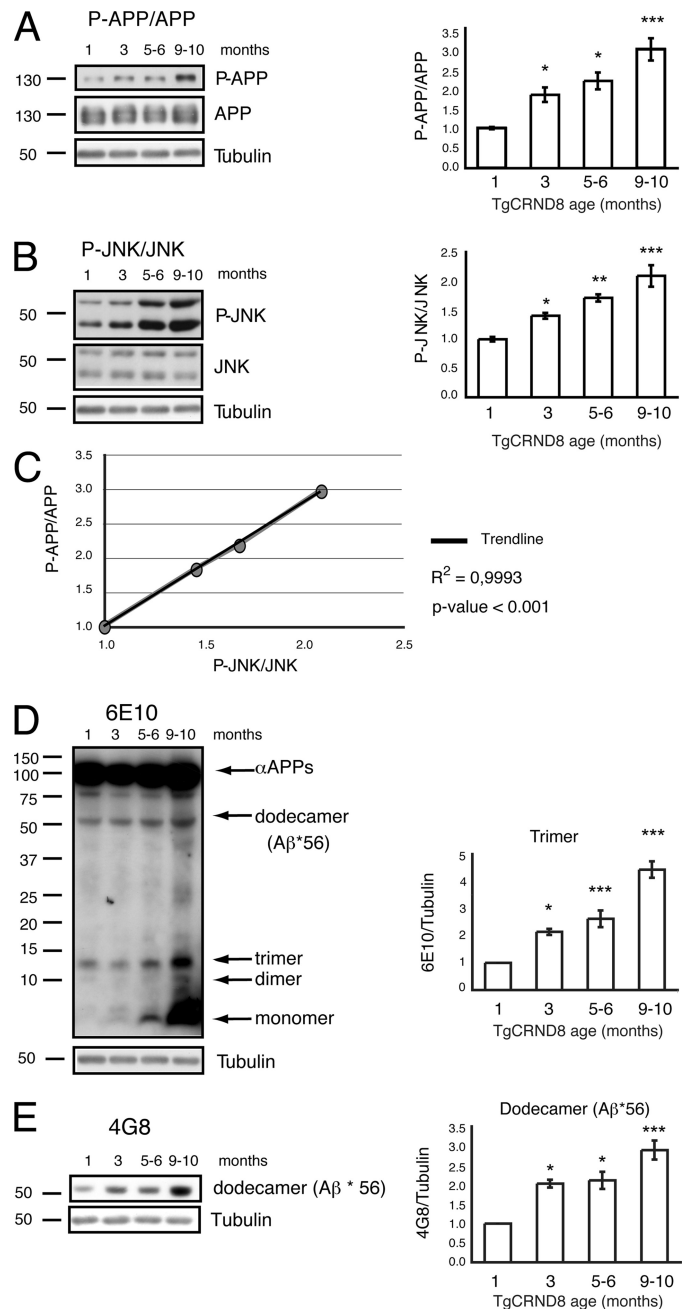 A
P-APP/APP
1 3 5-6 9-10 months
130
P-APP
130
APP
50
Tubulin
P-APP/APP
3.5
3.0
2.5
2.0
1.5
1.0
0.5
0.0
*
*
***
1 3 5-6 9-10
TgCRND8 age (months)
B
P-JNK/JNK
1 3 5-6 9-10 months
50
P-JNK
50
JNK
50
Tubulin
P-JNK/JNK
2.5
2.0
1.5
1.0
0.5
0.0
*
**
***
1 3 5-6 9-10
TgCRND8 age (months)
C
P-APP/APP
3.5
3.0
2.5
2.0
1.5
1.0
1.0 1.5 2.0 2.5
P-JNK/JNK
Trendline
R² = 0,9993
p-value < 0.001
D
6E10
1 3 5-6 9-10 months
150
100
75
50
37
25
20
15
10
αAPPs
dodecamer
(Aβ*56)
trimer
dimer
monomer
50
Tubulin
Trimer
6E10/Tubulin
5
4
3
2
1
0
*
***
***
1 3 5-6 9-10
TgCRND8 age (months)
E
4G8
1 3 5-6 9-10 months
50
dodecamer (Aβ * 56)
50
Tubulin
Dodecamer (Aβ*56)
4G8/Tubulin
3.5
3.0
2.5
2.0
1.5
1.0
0.5
0.0
*
*
***
1 3 5-6 9-10
TgCRND8 age (months)